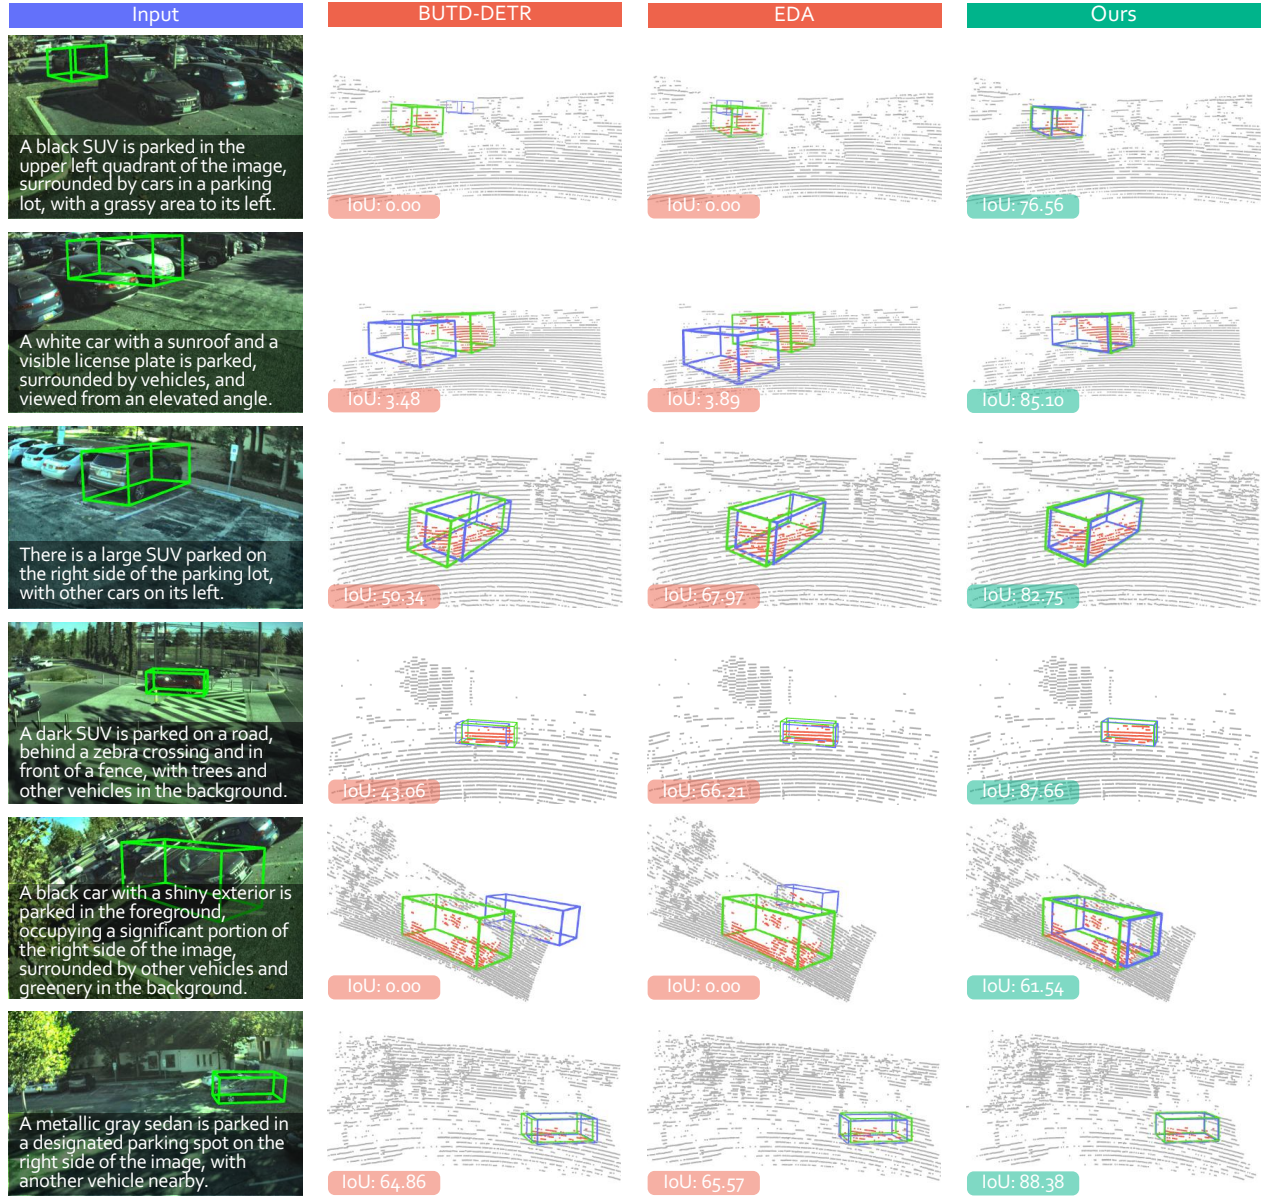 Input
BUTD-DETR
EDA
Ours
A black SUV is parked in the
upper left quadrant of the image,
surrounded by cars in a parking
lot, with a grassy area to its left.
IoU: 0.00
IoU: 0.00
IoU: 76.56
A white car with a sunroof and a
visible license plate is parked,
surrounded by vehicles, and
viewed from an elevated angle.
IoU: 3.48
IoU: 3.89
IoU: 85.10
There is a large SUV parked on
the right side of the parking lot,
with other cars on its left.
IoU: 50.34
IoU: 67.97
IoU: 82.75
A dark SUV is parked on a road,
behind a zebra crossing and in
front of a fence, with trees and
other vehicles in the background.
IoU: 43.06
IoU: 66.21
IoU: 87.66
A black car with a shiny exterior is
parked in the foreground,
occupying a significant portion of
the right side of the image,
surrounded by other vehicles and
greenery in the background.
IoU: 0.00
IoU: 0.00
IoU: 61.54
A metallic gray sedan is parked in
a designated parking spot on the
right side of the image, with
another vehicle nearby.
IoU: 64.86
IoU: 65.57
IoU: 88.38